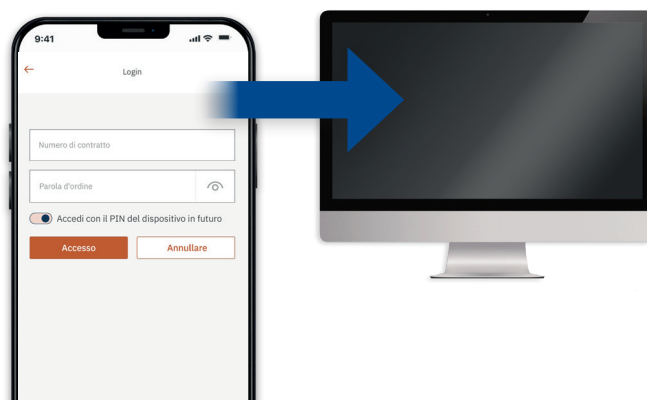 9:41
Login
Numero di contratto
Parola d'ordine
Accedi con il PIN del dispositivo in futuro
Accesso
Annullare